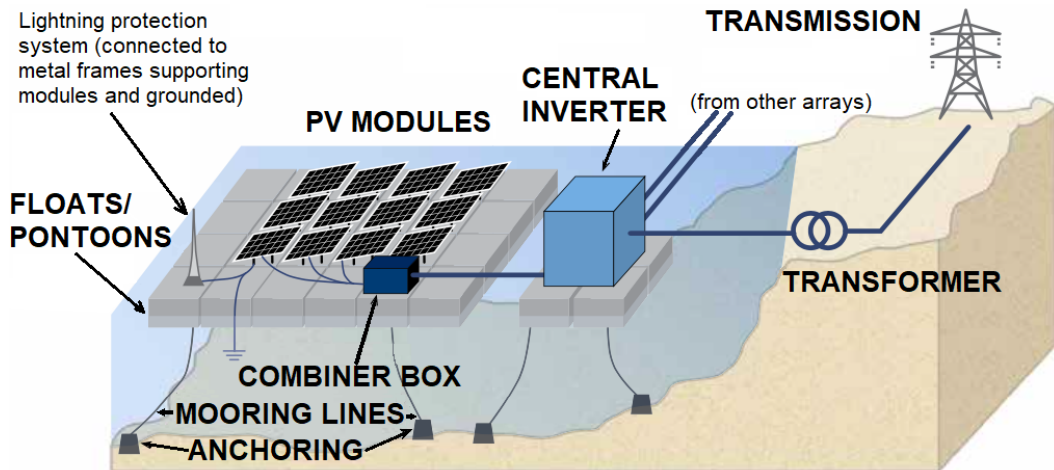 Lightning protection
system (connected to
metal frames supporting
modules and grounded)
TRANSMISSION
CENTRAL
INVERTER
(from other arrays)
PV MODULES
FLOATS/
PONTOONS
TRANSFORMER
COMBINER BOX
MOORING LINES
ANCHORING